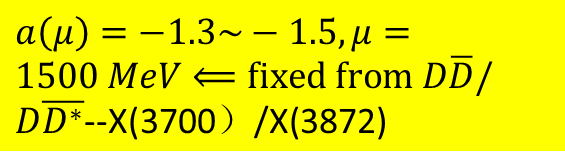 a(μ) = −1.3~ − 1.5, μ =
1500 MeV ⟸ fixed from DD̅/
DD̅*--X(3700） /X(3872)